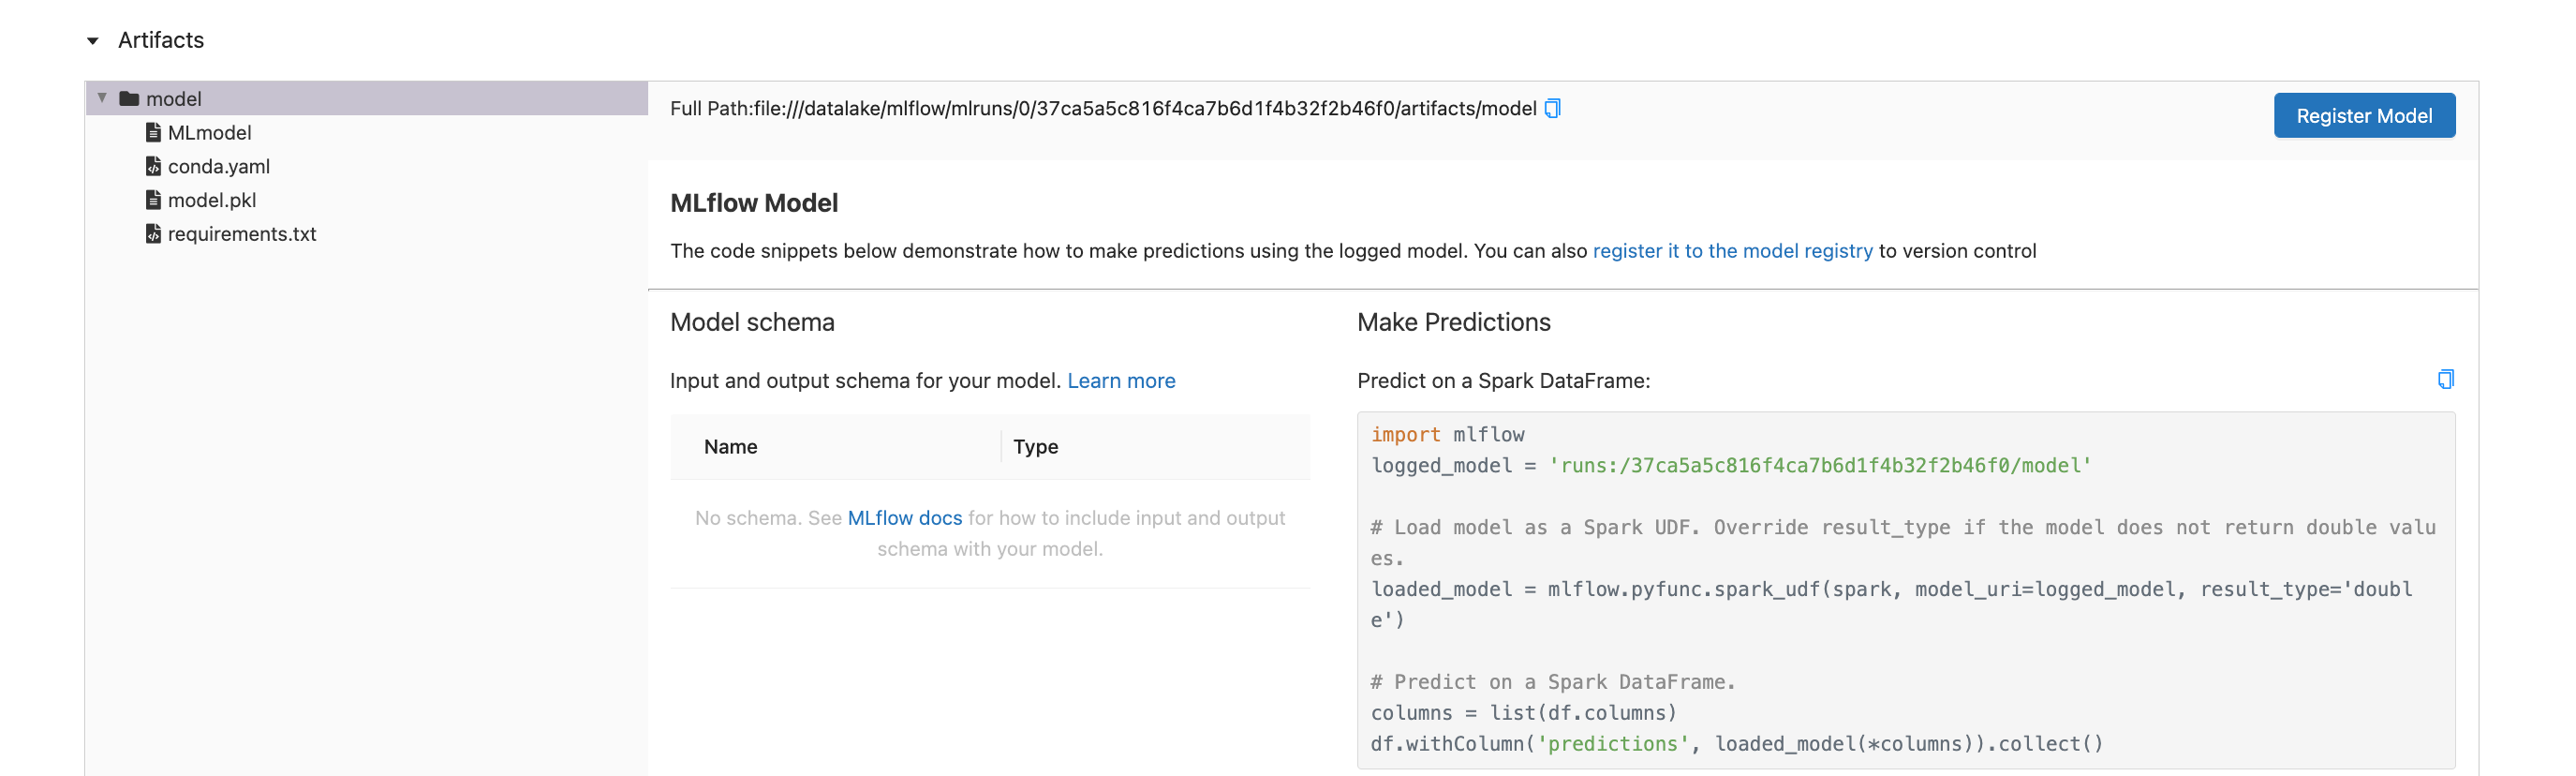 Artifacts
model
MLmodel
conda.yaml
model.pkl
requirements.txt
Full Path:file:///datalake/mlflow/mlruns/0/37ca5a5c816f4ca7b6d1f4b32f2b46f0/artifacts/model
Register Model
MLflow Model
The code snippets below demonstrate how to make predictions using the logged model. You can also register it to the model registry to version control
Model schema
Input and output schema for your model. Learn more
Name Type
No schema. See MLflow docs for how to include input and output
schema with your model.
Make Predictions
Predict on a Spark DataFrame:
import mlflow
logged_model = 'runs:/37ca5a5c816f4ca7b6d1f4b32f2b46f0/model'
# Load model as a Spark UDF. Override result_type if the model does not return double valu
es.
loaded_model = mlflow.pyfunc.spark_udf(spark, model_uri=logged_model, result_type='doubl
e')
# Predict on a Spark DataFrame.
columns = list(df.columns)
df.withColumn('predictions', loaded_model(*columns)).collect()